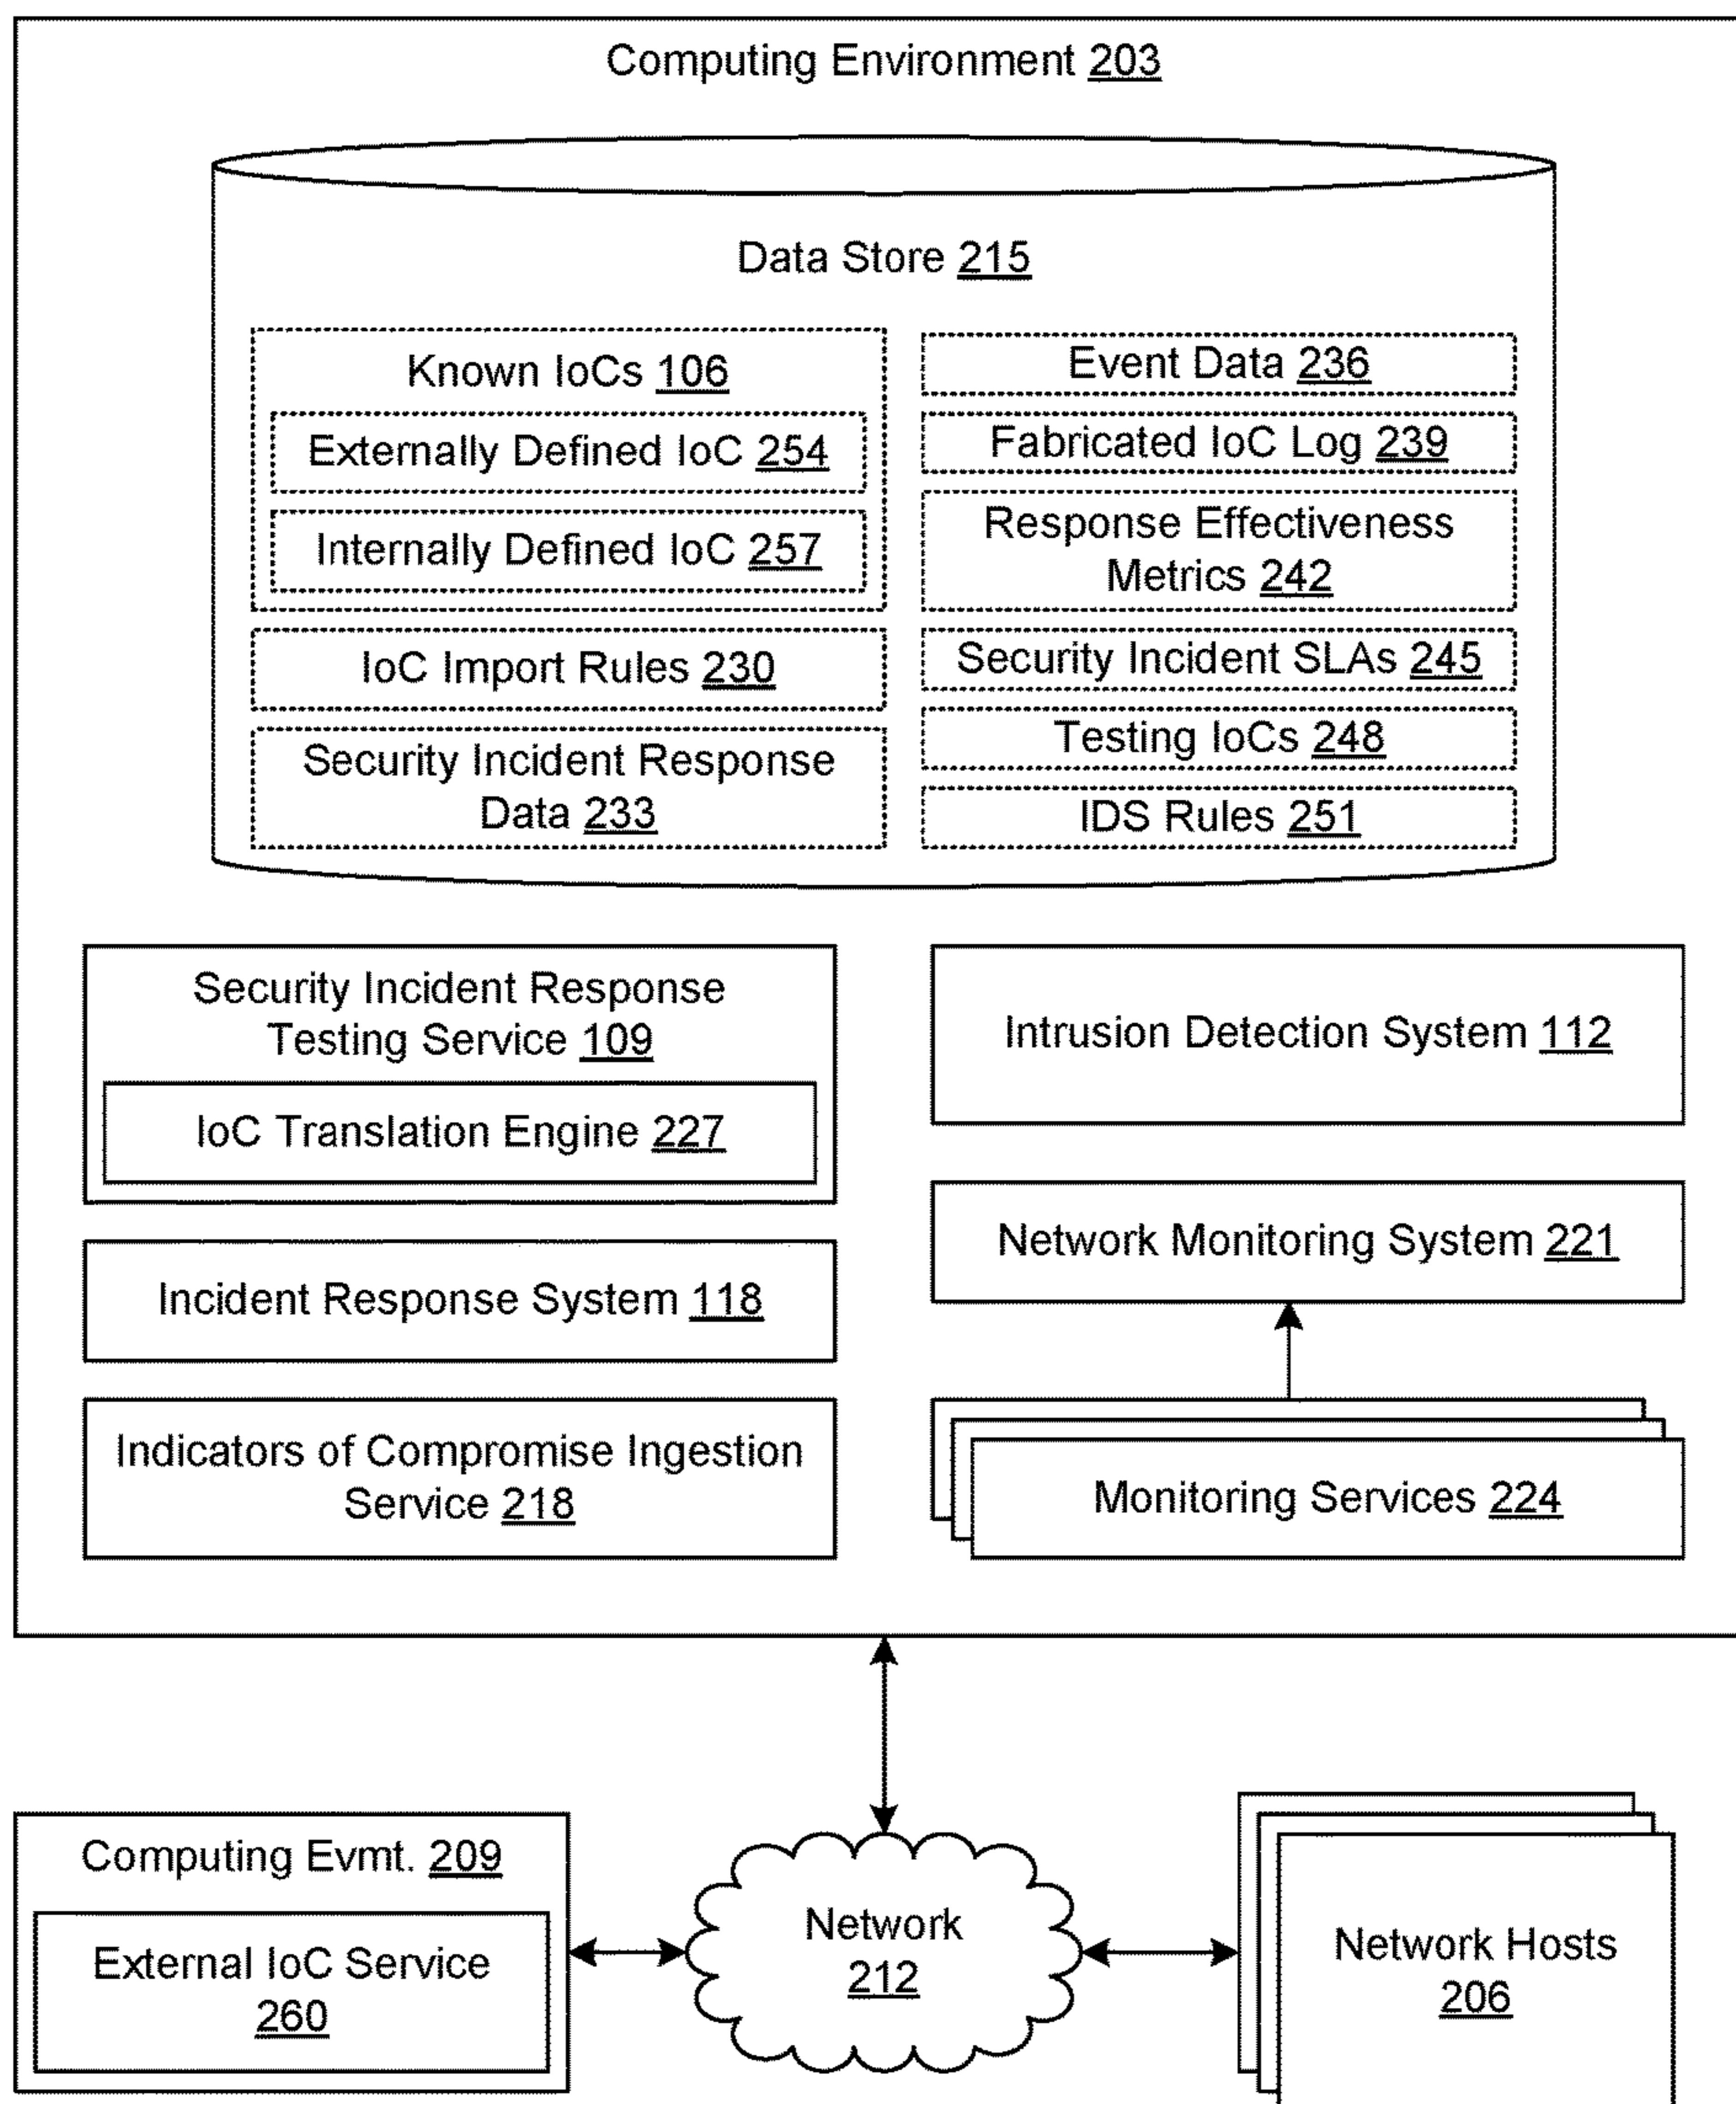 Computing Environment 203
Data Store 215
Known IoCs 106
Externally Defined IoC 254
Internally Defined IoC 257
IoC Import Rules 230
Security Incident Response
Data 233
Event Data 236
Fabricated IoC Log 239
Response Effectiveness
Metrics 242
Security Incident SLAs 245
Testing IoCs 248
IDS Rules 251
Security Incident Response
Testing Service 109
IoC Translation Engine 227
Incident Response System 118
Indicators of Compromise Ingestion
Service 218
Intrusion Detection System 112
Network Monitoring System 221
Monitoring Services 224
Computing Evmt. 209
External IoC Service
260
Network
212
Network Hosts
206